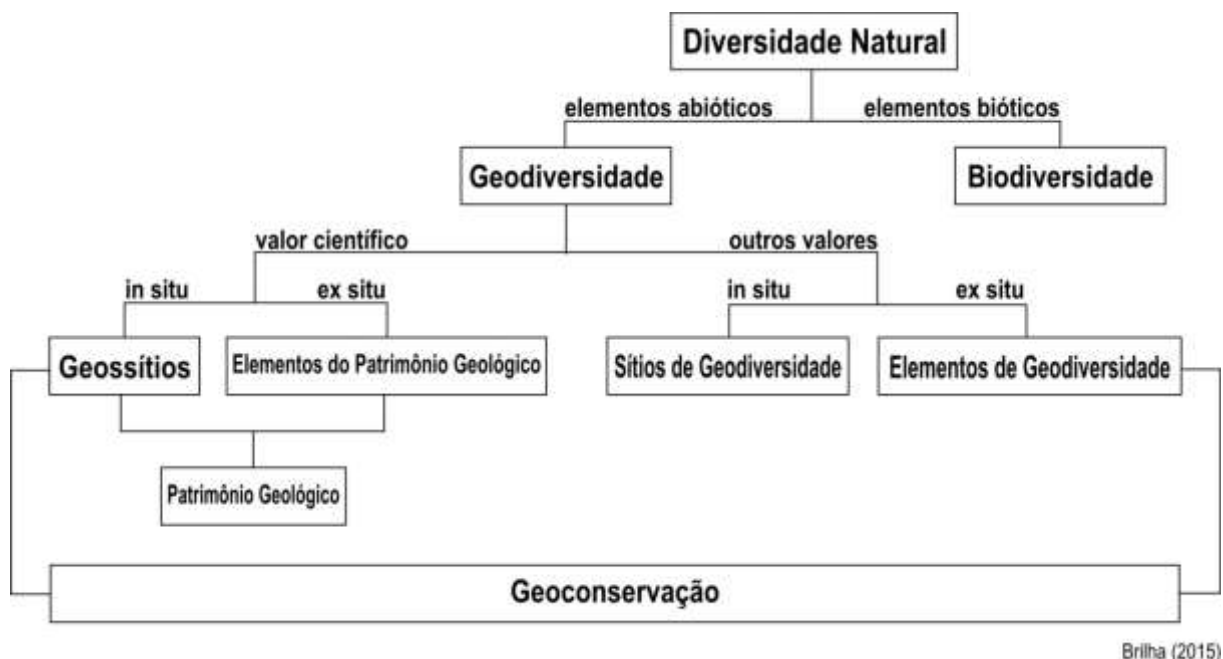 Diversidade Natural
elementos abióticos
elementos bióticos
Geodiversidade
Biodiversidade
valor científico
outros valores
in situ
ex situ
in situ
ex situ
Geossítios
Elementos do Patrimônio Geológico
Sítios de Geodiversidade
Elementos de Geodiversidade
Patrimônio Geológico
Geoconservação
Brilha (2015)